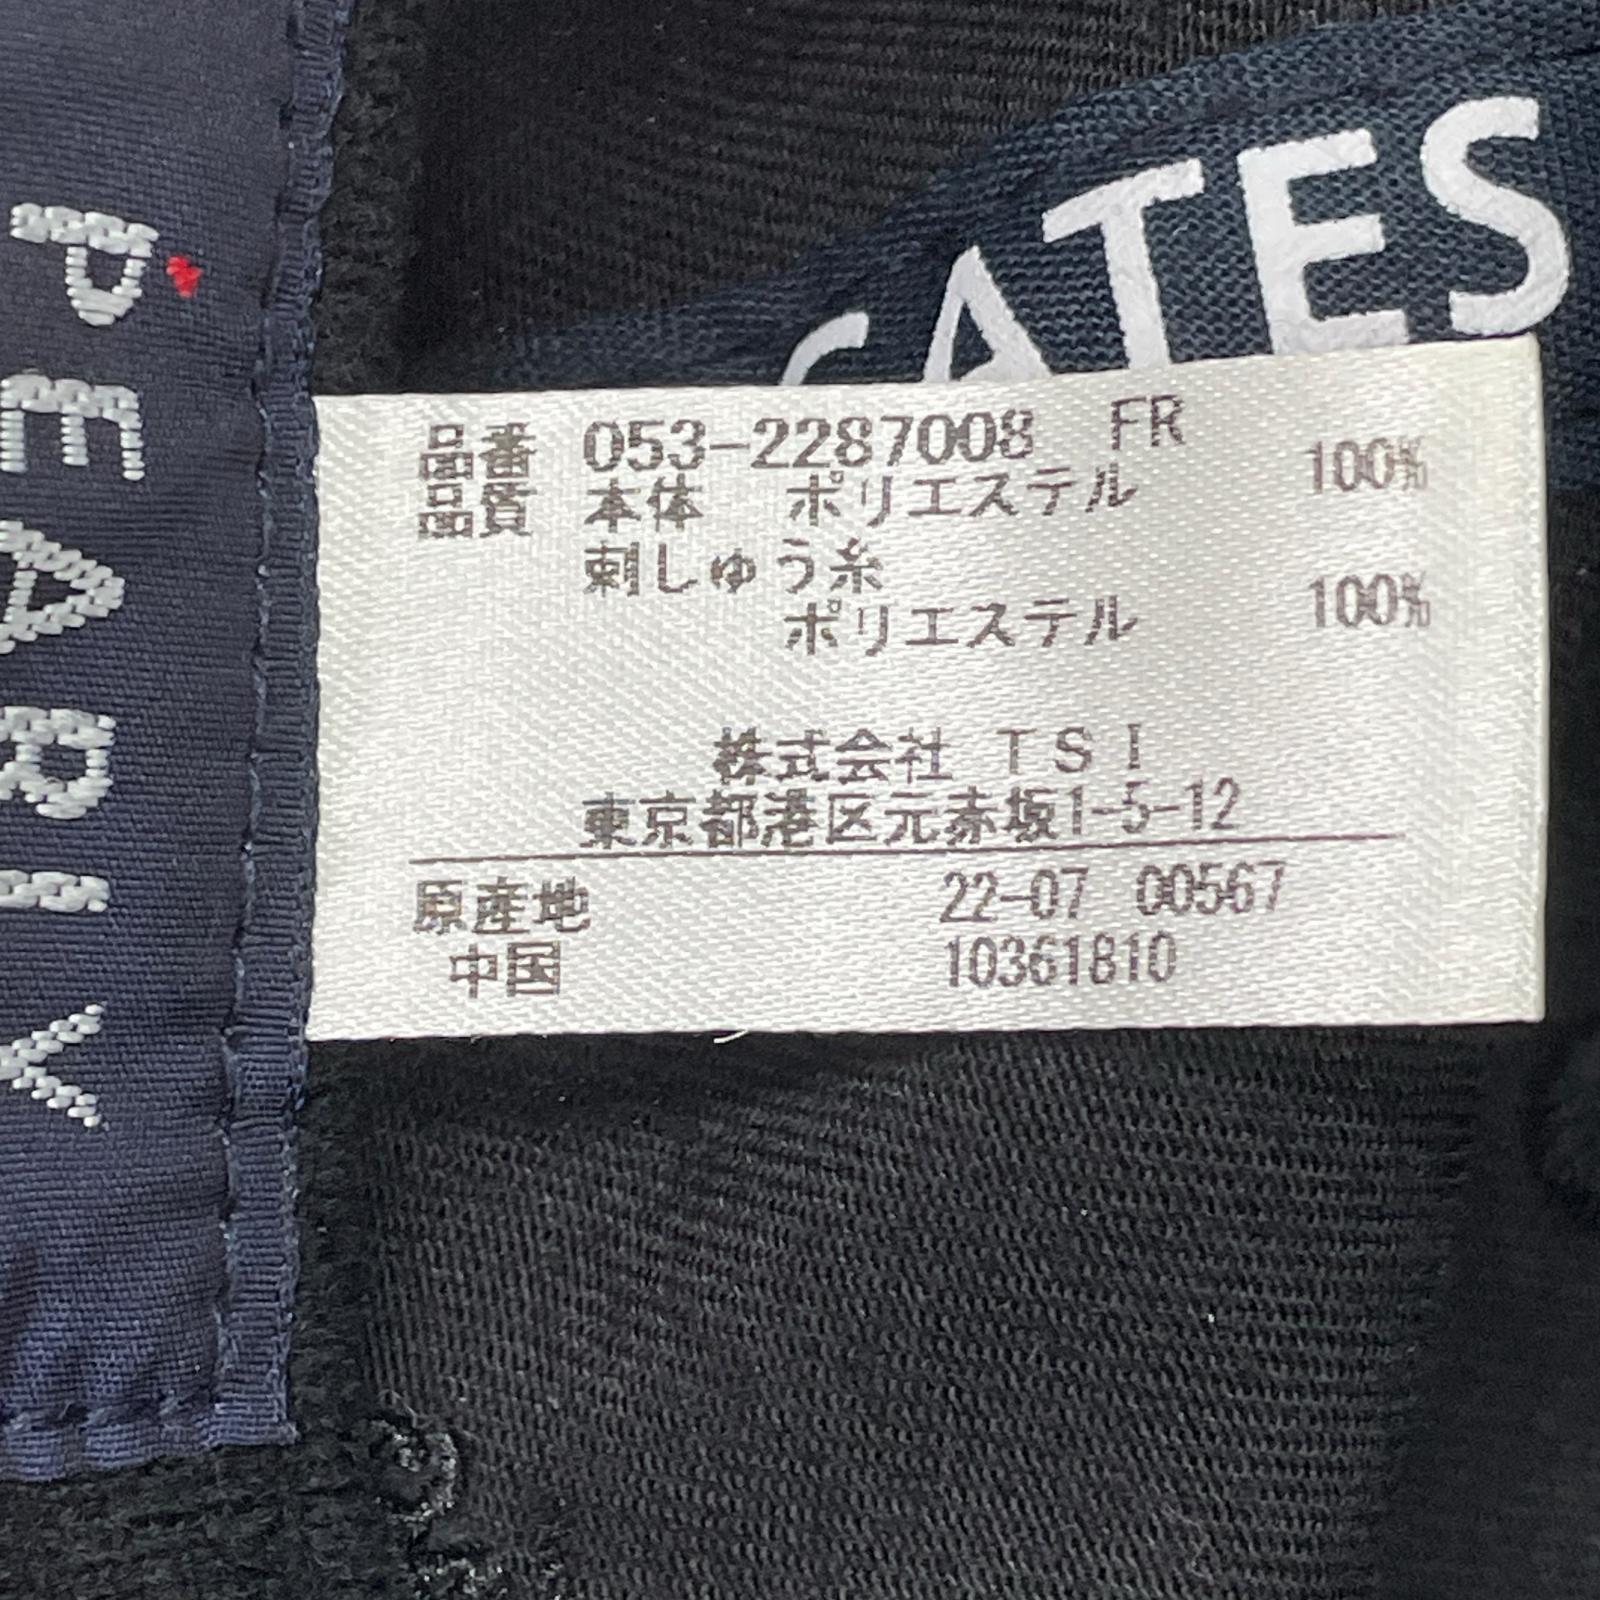 PEARLY
GATES
品番 053-2287008 FR
品質 本体 ポリエステル 100%
刺しゅう糸
ポリエステル 100%
株式会社 TSI
東京都港区元赤坂1-5-12
原産地 22-07 00567
中国 10361810